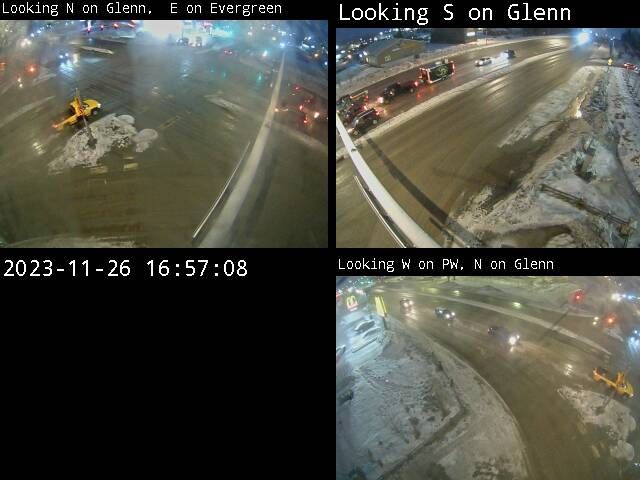 Looking N on Glenn,  E on Evergreen
Looking S on Glenn
2023-11-26 16:57:08
Looking W on PW, N on Glenn